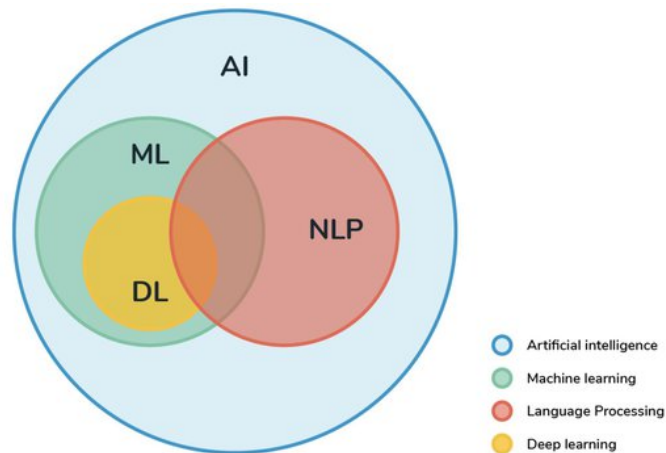 AI
ML
NLP
DL
Artificial intelligence
Machine learning
Language Processing
Deep learning